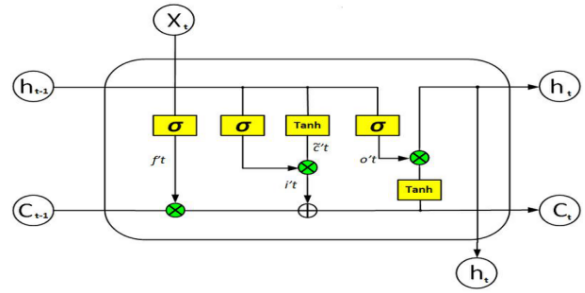 Xt
ht-1
ht
σ
σ
Tanh
σ
f't
c̃'t
o't
i't
Tanh
Ct-1
Ct
ht